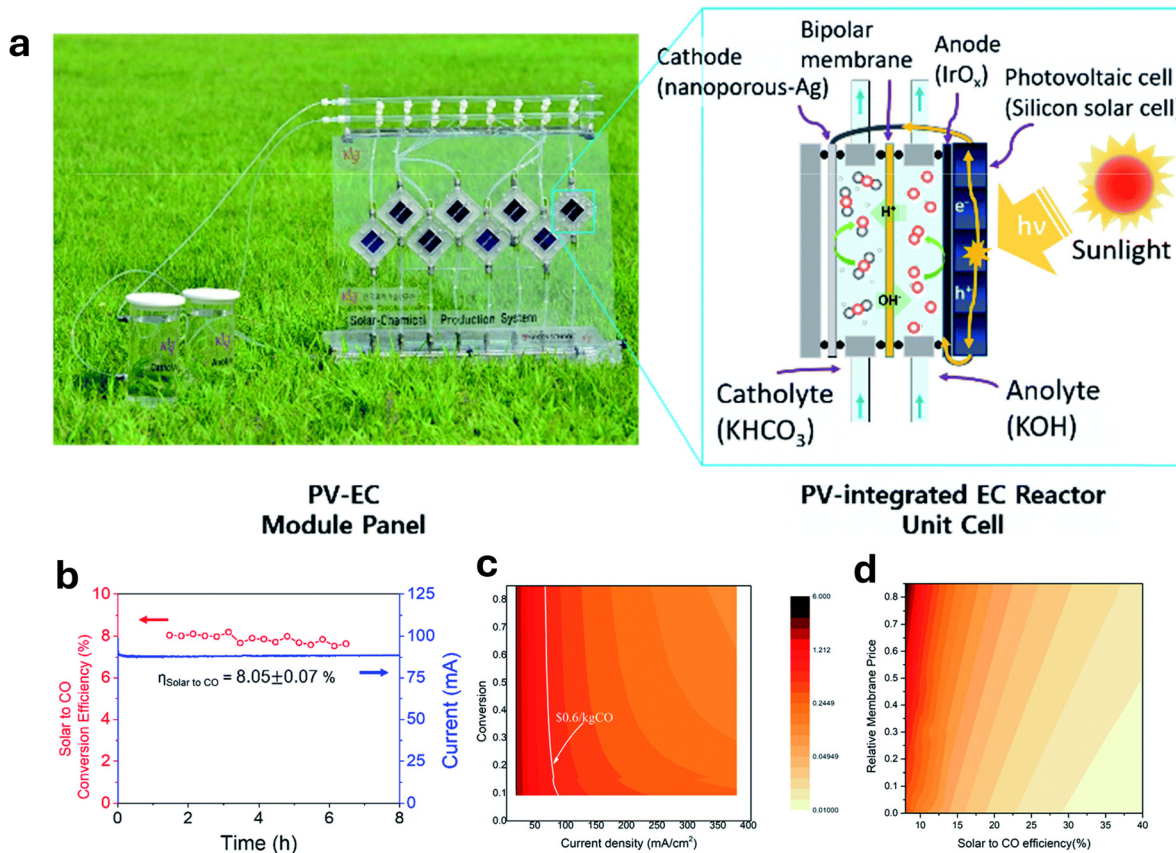 a
Cathode
(nanoporous-Ag)
Bipolar
membrane
Anode
(IrOₓ)
Photovoltaic cell
(Silicon solar cell
H⁺
OH⁻
e⁻
h⁺
hν
Sunlight
Catholyte
(KHCO₃)
Anolyte
(KOH)
Solar-Chemical Production System
PV-EC
Module Panel
PV-integrated EC Reactor
Unit Cell
b
Solar to CO
Conversion Efficiency (%)
10
8
6
4
2
0
ηSolar to CO = 8.05±0.07 %
125
100
75
50
25
0
Current (mA)
0 2 4 6 8
Time (h)
c
Conversion
0.8
0.7
0.6
0.5
0.4
0.3
0.2
0.1
$0.6/kgCO
50 100 150 200 250 300 350 400
Current density (mA/cm²)
6.000
1.212
0.2449
0.04949
0.01000
d
Relative Membrane Price
0.8
0.7
0.6
0.5
0.4
0.3
0.2
0.1
0.0
10 15 20 25 30 35 40
Solar to CO efficiency(%)